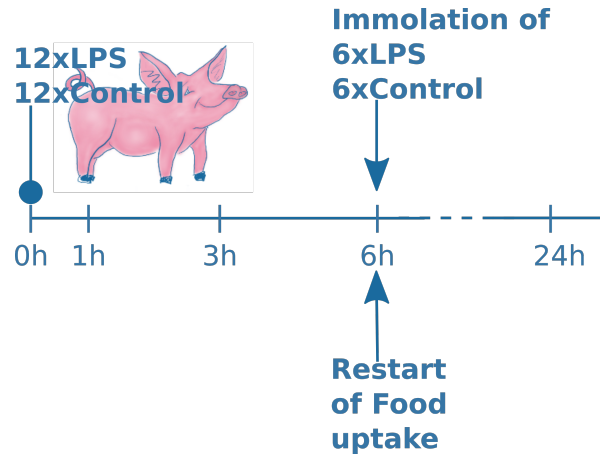 12xLPS
12xControl
Immolation of
6xLPS
6xControl
0h
1h
3h
6h
24h
Restart
of Food
uptake